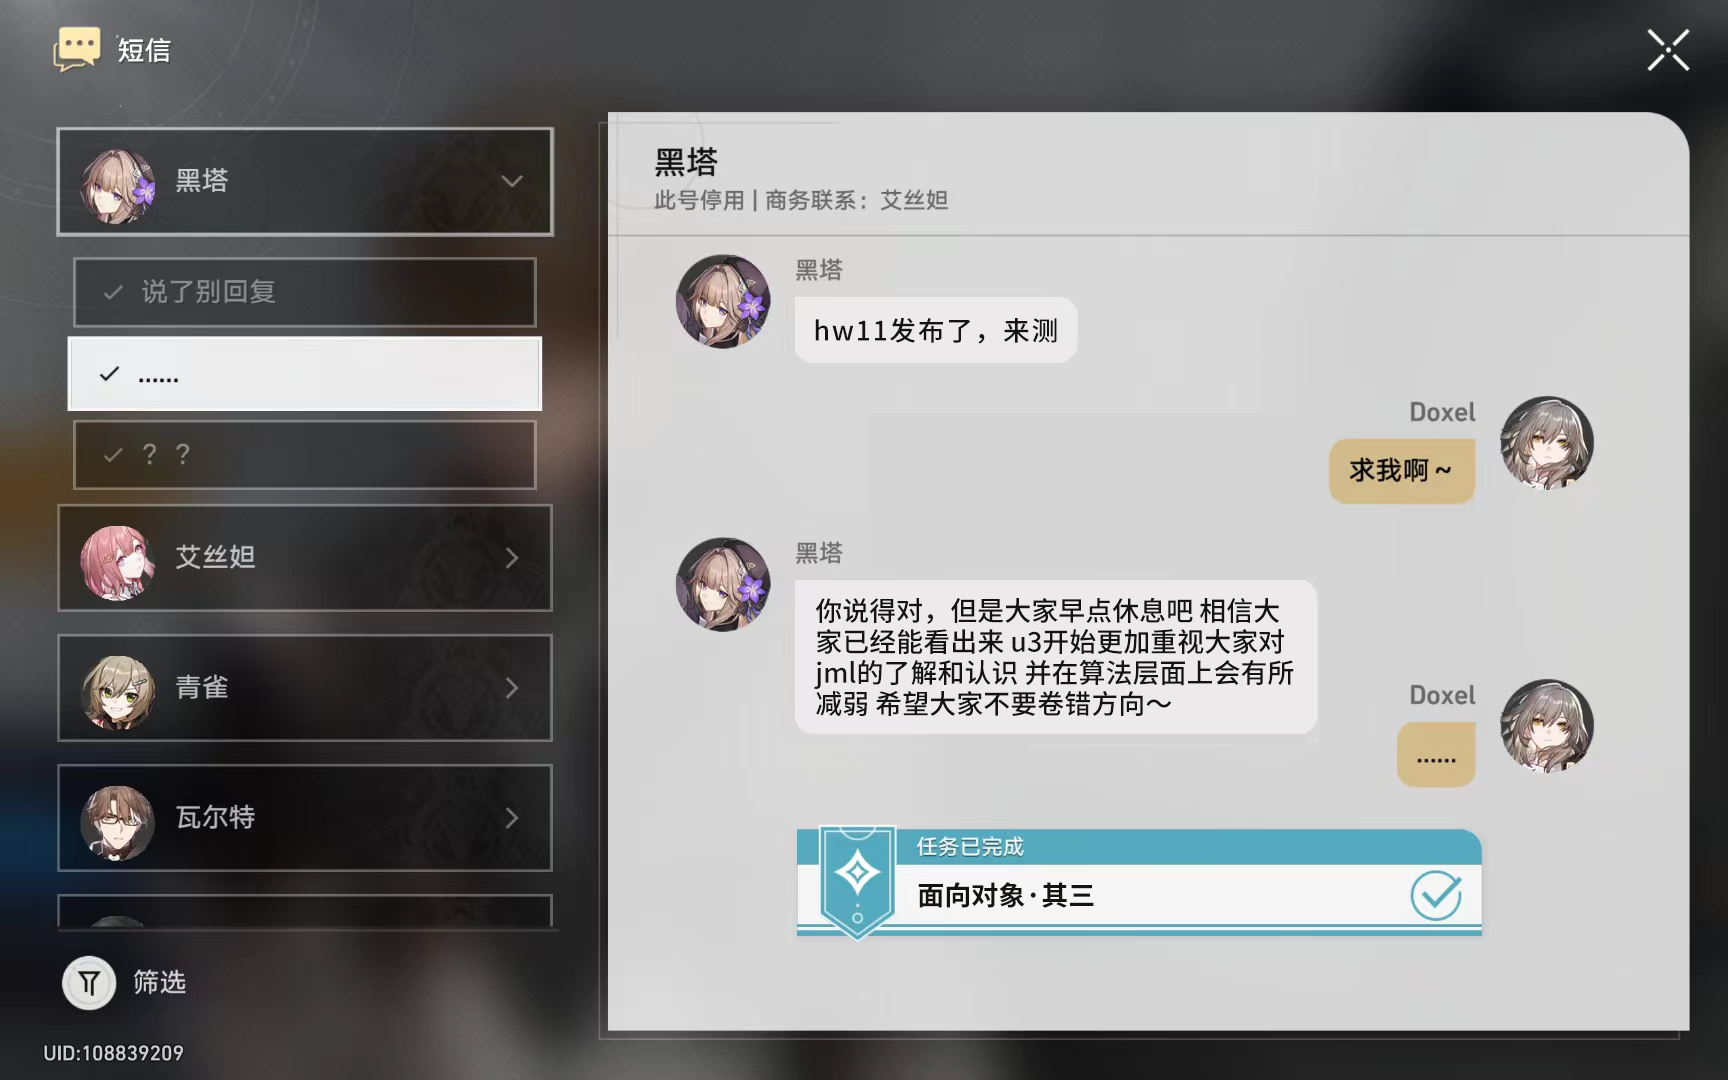 短信
黑塔
说了别回复
......
？ ？
艾丝妲
青雀
瓦尔特
筛选
UID:108839209
黑塔
此号停用 | 商务联系：艾丝妲
黑塔
hw11发布了，来测
Doxel
求我啊～
黑塔
你说得对，但是大家早点休息吧 相信大
家已经能看出来 u3开始更加重视大家对
jml的了解和认识 并在算法层面上会有所
减弱 希望大家不要卷错方向～
Doxel
......
任务已完成
面向对象·其三